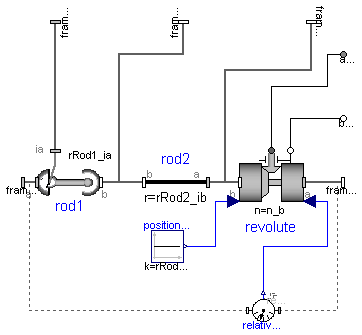 fram...
fram...
fram...
a...
b...
ia
rRod1_ia
rod2
b
a
fram...
a
b
rod1
r=rRod2_ib
b
a
fram...
n=n_b
revolute
position...
k=rRod...
relativ...